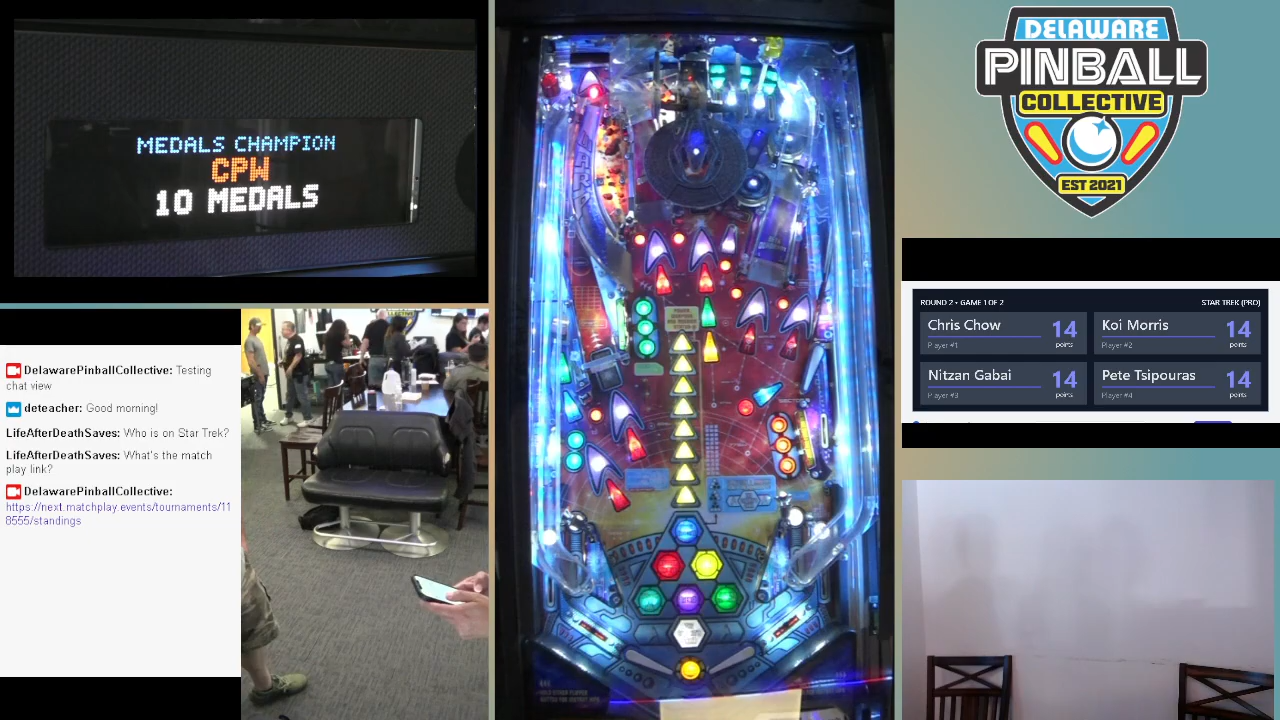 MEDALS CHAMPION
CPW
10 MEDALS
DelawarePinballCollective: Testing
chat view
deteacher: Good morning!
LifeAfterDeathSaves: Who is on Star Trek?
LifeAfterDeathSaves: What's the match
play link?
DelawarePinballCollective:
https://next.matchplay.events/tournaments/11
8555/standings
DELAWARE
PINBALL
COLLECTIVE
EST 2021
ROUND 2 • GAME 1 OF 2
STAR TREK (PRO)
Chris Chow
14
Player #1
points
Koi Morris
14
Player #2
points
Nitzan Gabai
14
Player #3
points
Pete Tsipouras
14
Player #4
points